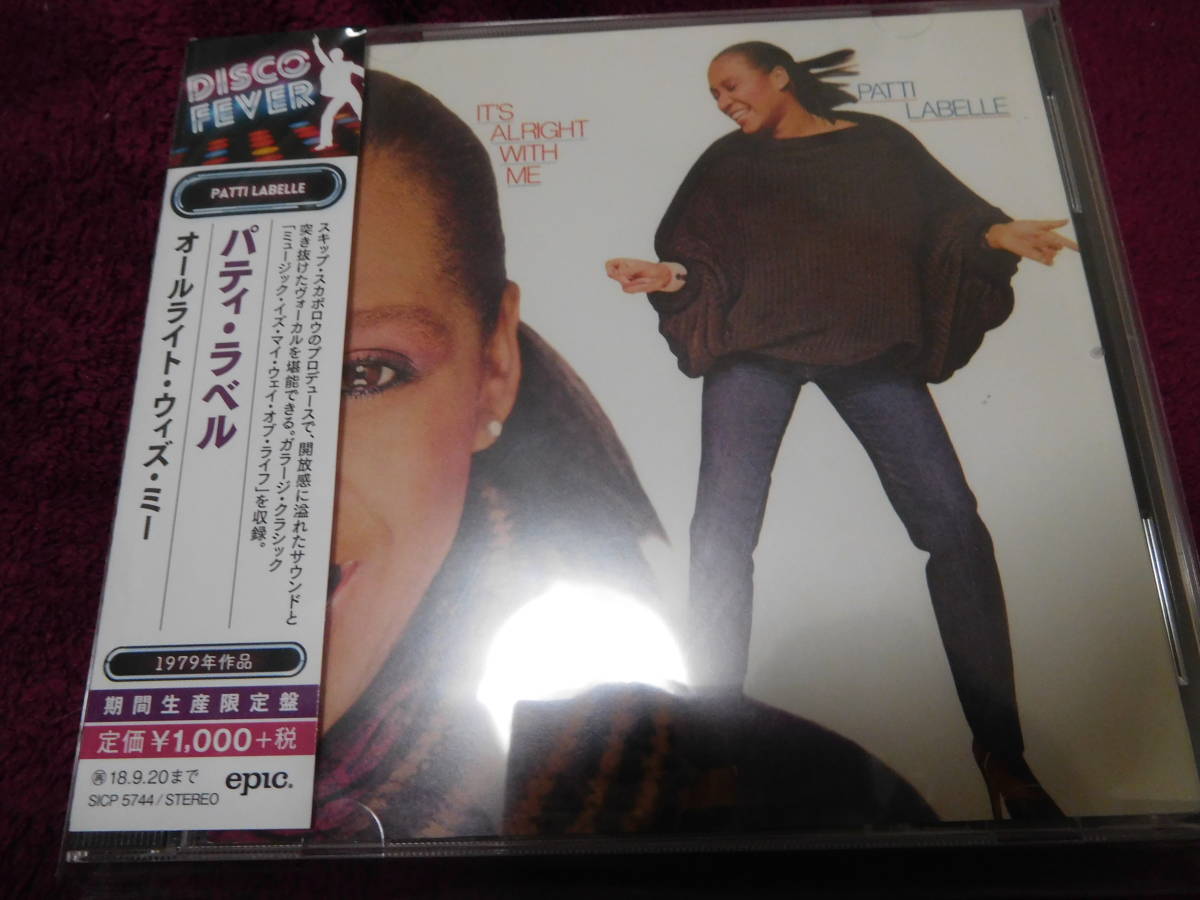 DISCO
FEVER
PATTI LABELLE
パティ・ラベル
オールライト・ウィズ・ミー
スキップ・スカボロウのプロデュースで、開放感に溢れたサウンドと
突き抜けたヴォーカルを堪能できる。ガラージ・クラシック
「ミュージック・イズ・マイ・ウェイ・オブ・ライフ」を収録。
1979年作品
期間生産限定盤
定価¥1,000+税
㊫18.9.20まで
epic.
SICP 5744/STEREO
IT'S
ALRIGHT
WITH
ME
PATTI
LABELLE